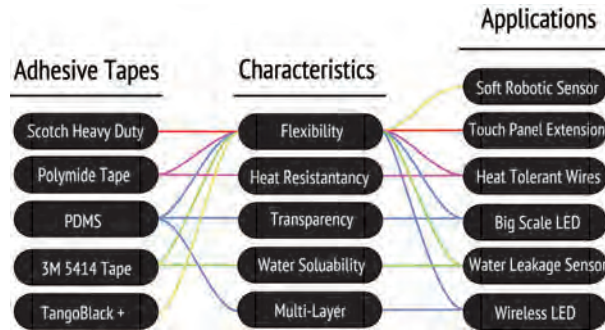 Adhesive Tapes
Scotch Heavy Duty
Polymide Tape
PDMS
3M 5414 Tape
TangoBlack +
Characteristics
Flexibility
Heat Resistantancy
Transparency
Water Soluability
Multi-Layer
Applications
Soft Robotic Sensor
Touch Panel Extension
Heat Tolerant Wires
Big Scale LED
Water Leakage Sensor
Wireless LED